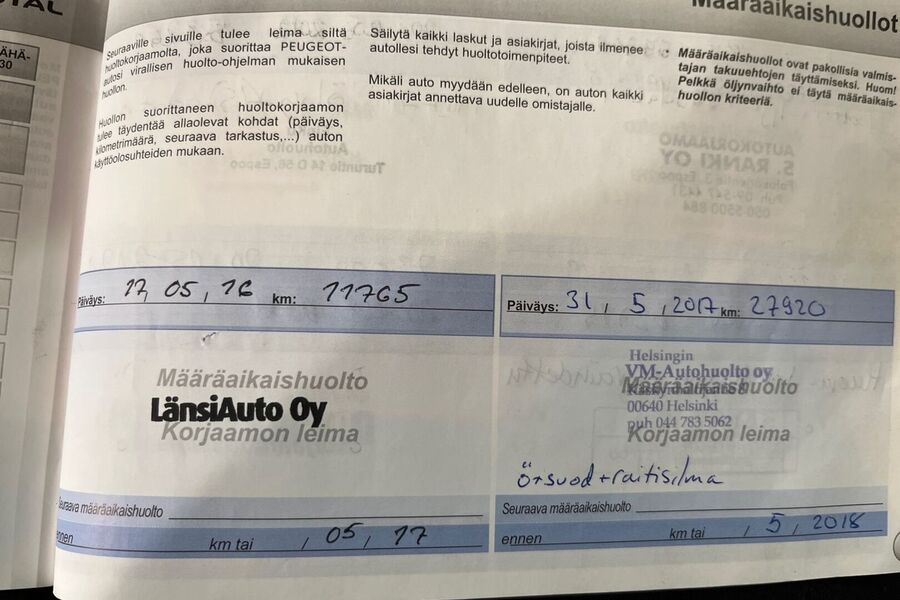 TAL
ÄHÄ-
30
Määräaikaishuollot
Seuraaville sivuille tulee leima siltä
huoltokorjaamolta, joka suorittaa PEUGEOT-
autosi virallisen huolto-ohjelman mukaisen
huollon.
Huollon suorittaneen huoltokorjaamon
tulee täydentää allaolevat kohdat (päiväys,
kilometrimäärä, seuraava tarkastus,...) auton
käyttöolosuhteiden mukaan.
Säilytä kaikki laskut ja asiakirjat, joista ilmenee
autollesi tehdyt huoltotoimenpiteet.
Mikäli auto myydään edelleen, on auton kaikki
asiakirjat annettava uudelle omistajalle.
• Määräaikaishuollot ovat pakollisia valmis-
tajan takuuehtojen täyttämiseksi. Huom!
Pelkkä öljynvaihto ei täytä määräaikais-
huollon kriteeriä.
Päiväys: 17, 05, 16 km: 11765
Määräaikaishuolto
LänsiAuto Oy
Korjaamon leima
Seuraava määräaikaishuolto
ennen km tai / 05, 17
Päiväys: 31, 5, 2017 km: 27920
Helsingin
VM-Autohuolto oy
Määräaikaishuolto
00640 Helsinki
puh 044 783 5062
Korjaamon leima
ö+suod+raitisilma
Seuraava määräaikaishuolto
ennen km tai / 5, 2018